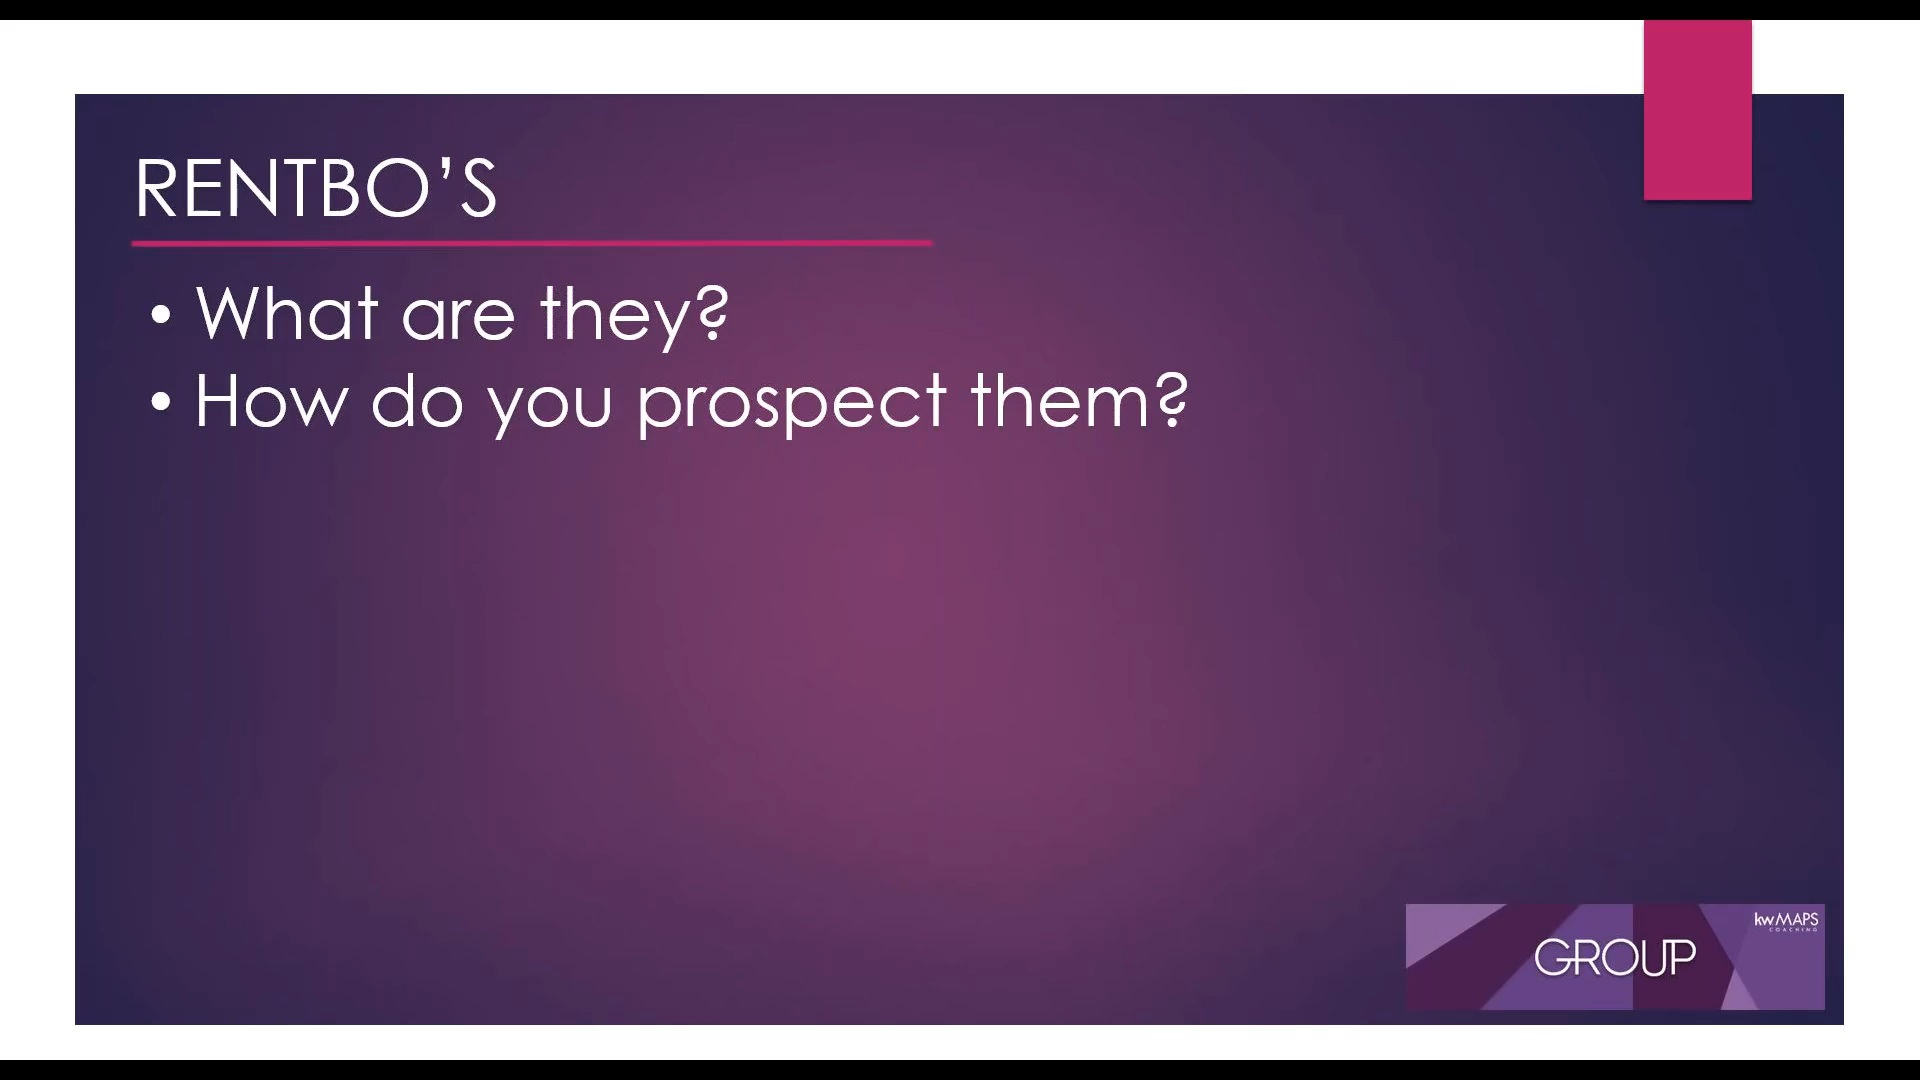 RENTBO’S
• What are they?
• How do you prospect them?
kwMAPS
COACHING
GROUP